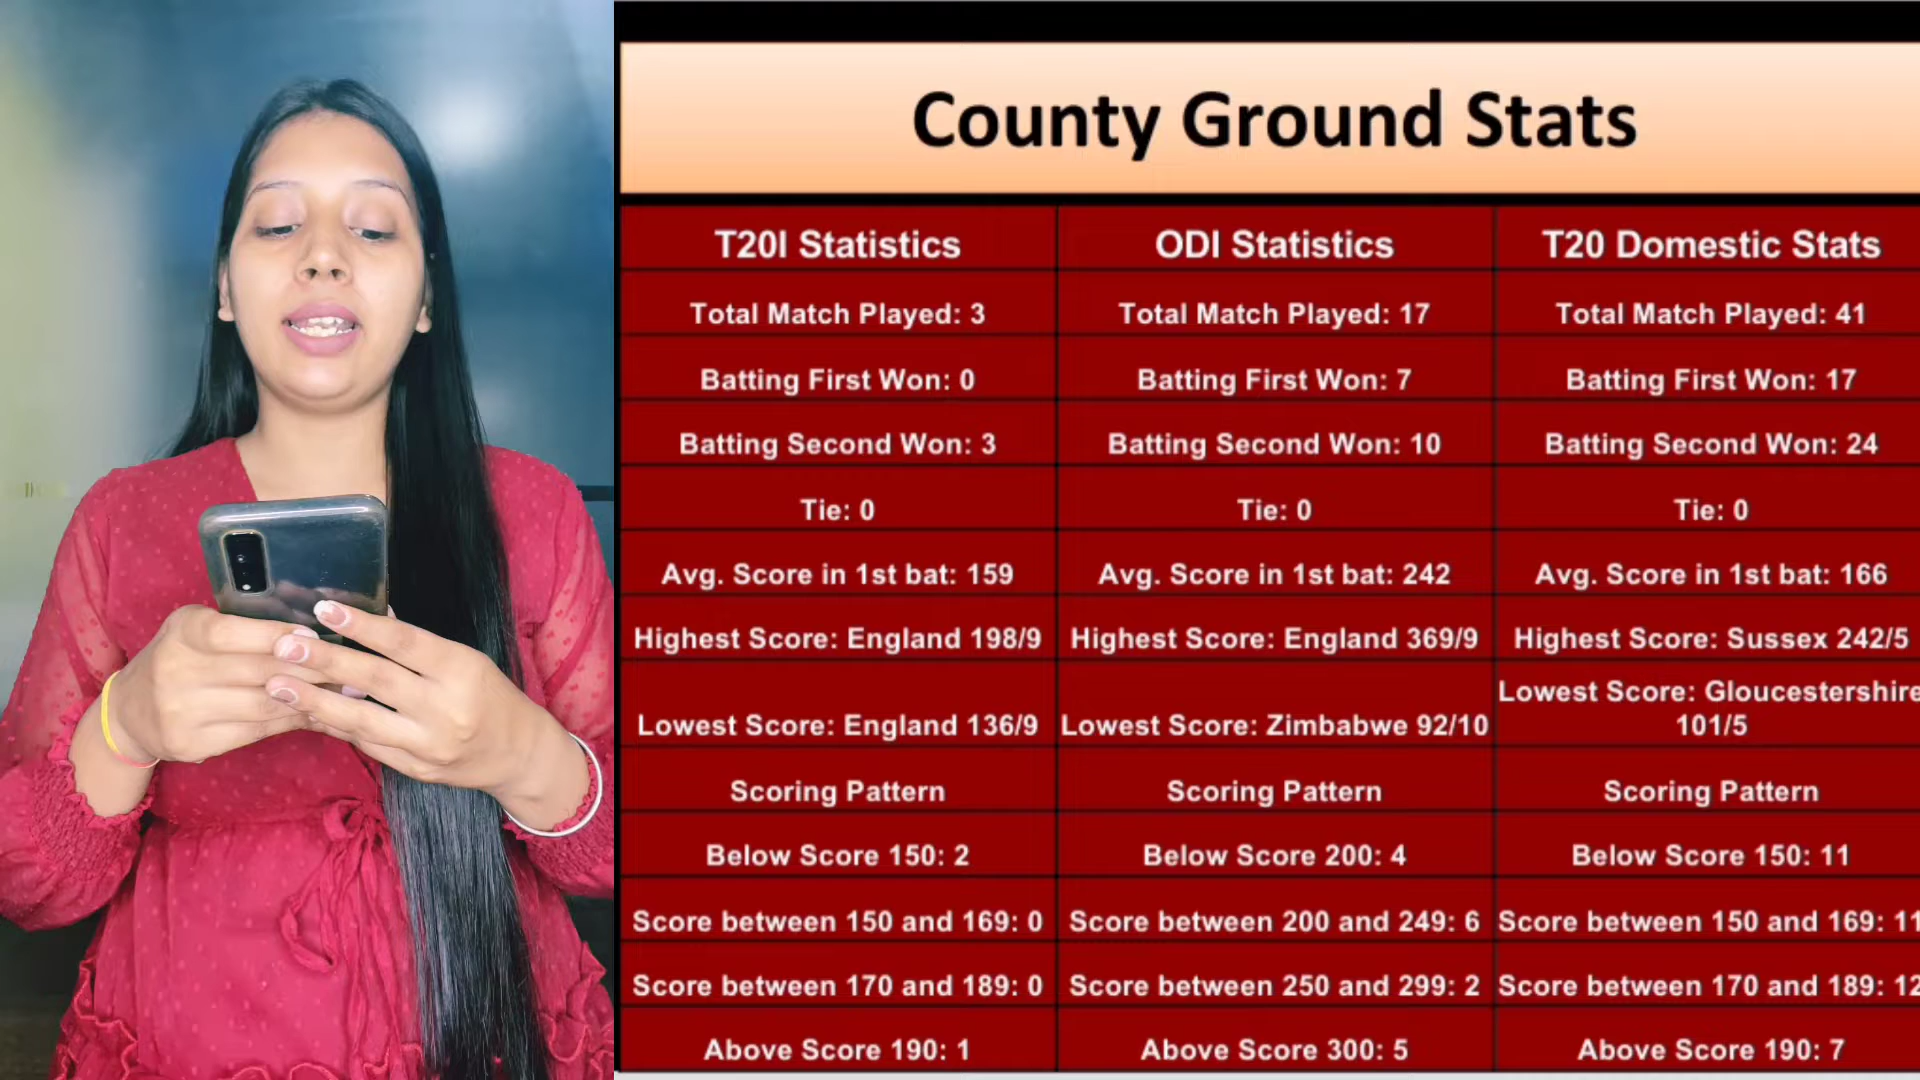 County Ground Stats
T20I Statistics
ODI Statistics
T20 Domestic Stats
Total Match Played: 3
Total Match Played: 17
Total Match Played: 41
Batting First Won: 0
Batting First Won: 7
Batting First Won: 17
Batting Second Won: 3
Batting Second Won: 10
Batting Second Won: 24
Tie: 0
Tie: 0
Tie: 0
Avg. Score in 1st bat: 159
Avg. Score in 1st bat: 242
Avg. Score in 1st bat: 166
Highest Score: England 198/9
Highest Score: England 369/9
Highest Score: Sussex 242/5
Lowest Score: England 136/9
Lowest Score: Zimbabwe 92/10
Lowest Score: Gloucestershire
101/5
Scoring Pattern
Scoring Pattern
Scoring Pattern
Below Score 150: 2
Below Score 200: 4
Below Score 150: 11
Score between 150 and 169: 0
Score between 200 and 249: 6
Score between 150 and 169: 11
Score between 170 and 189: 0
Score between 250 and 299: 2
Score between 170 and 189: 12
Above Score 190: 1
Above Score 300: 5
Above Score 190: 7